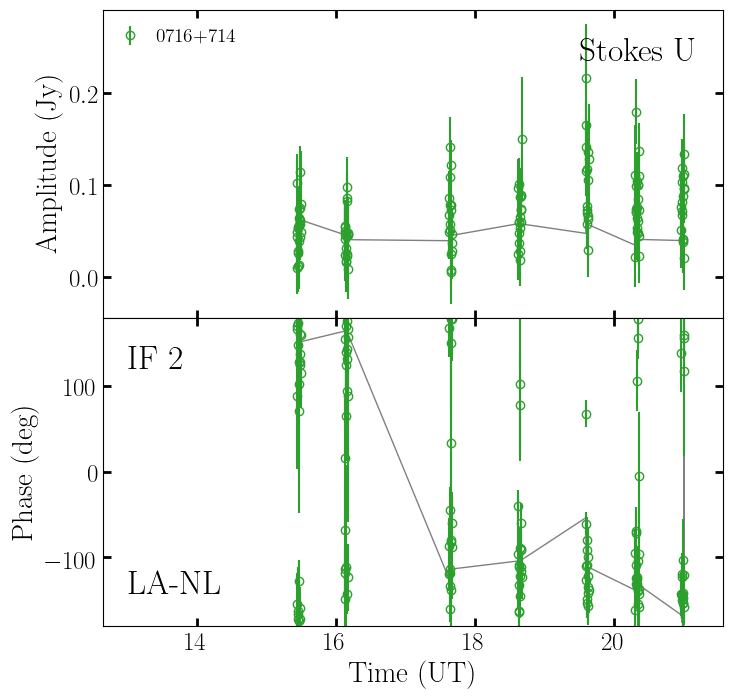 0716+714
Stokes U
Amplitude (Jy)
0.2
0.1
0.0
IF 2
Phase (deg)
100
0
−100
LA-NL
14 16 18 20
Time (UT)